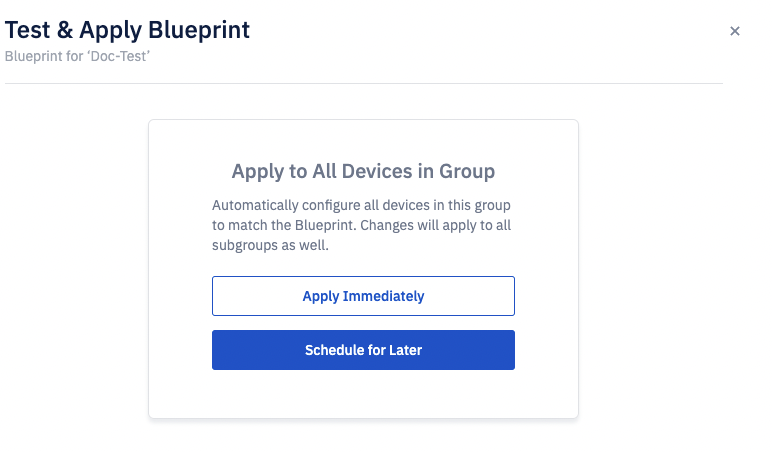 Test & Apply Blueprint
Blueprint for ‘Doc-Test’
Apply to All Devices in Group
Automatically configure all devices in this group
to match the Blueprint. Changes will apply to all
subgroups as well.
Apply Immediately
Schedule for Later